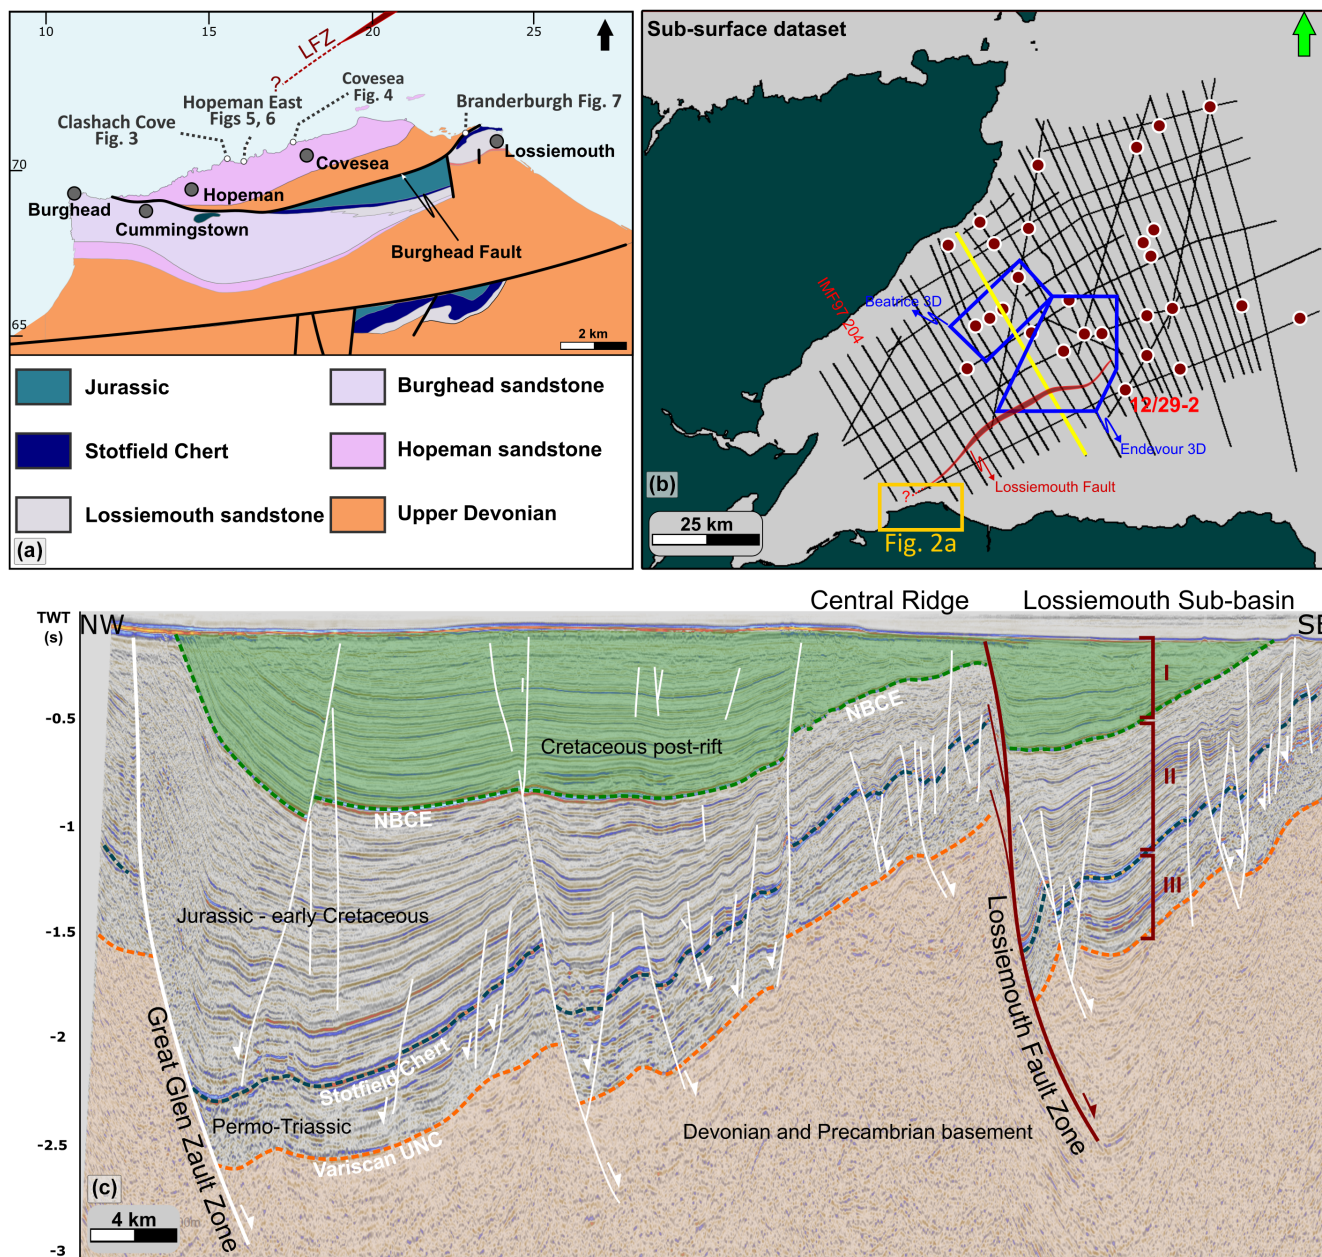 10
15
20
25
LFZ
?
Covesea
Fig. 4
Hopeman East
Figs 5, 6
Branderburgh Fig. 7
Clashach Cove
Fig. 3
70
Lossiemouth
Covesea
Hopeman
Burghead
Cummingstown
Burghead Fault
65
2 km
Jurassic
Burghead sandstone
Stotfield Chert
Hopeman sandstone
Lossiemouth sandstone
Upper Devonian
(a)
Sub-surface dataset
IMF97 204
Beatrice 3D
12/29-2
Endevour 3D
Lossiemouth Fault
?
(b)
25 km
Fig. 2a
Central Ridge
Lossiemouth Sub-basin
TWT
(s)
NW
SE
I
-0.5
NBCE
Cretaceous post-rift
II
NBCE
-1
III
Jurassic - early Cretaceous
-1.5
Lossiemouth Fault Zone
Great Glen Zault Zone
-2
Stotfield Chert
Permo-Triassic
Devonian and Precambrian basement
-2.5
Variscan UNC
(c)
4 km
-3